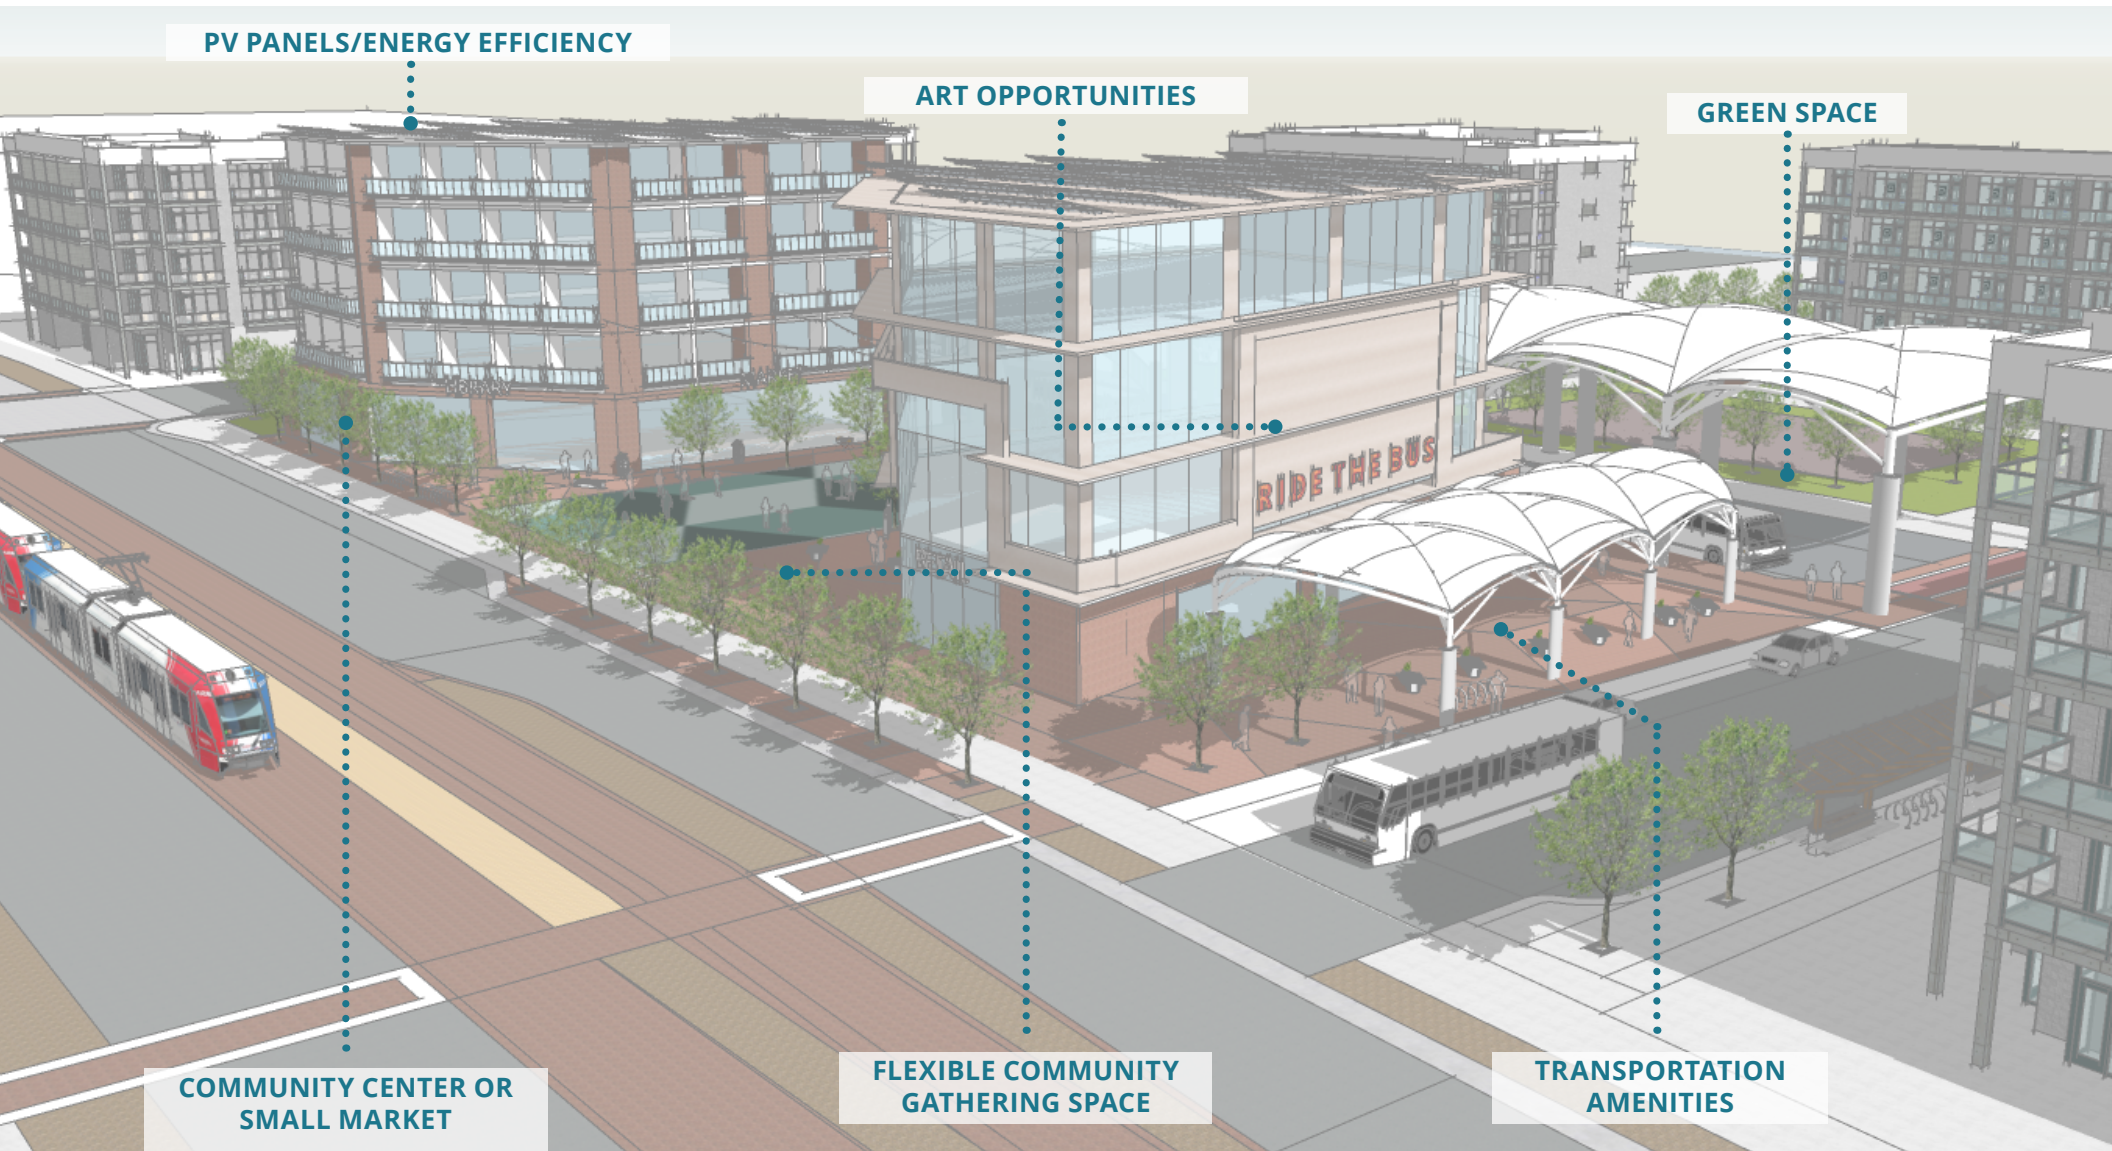 PV PANELS/ENERGY EFFICIENCY
ART OPPORTUNITIES
GREEN SPACE
LIBRARY
RIDE THE BUS
COMMUNITY CENTER OR
SMALL MARKET
FLEXIBLE COMMUNITY
GATHERING SPACE
TRANSPORTATION
AMENITIES